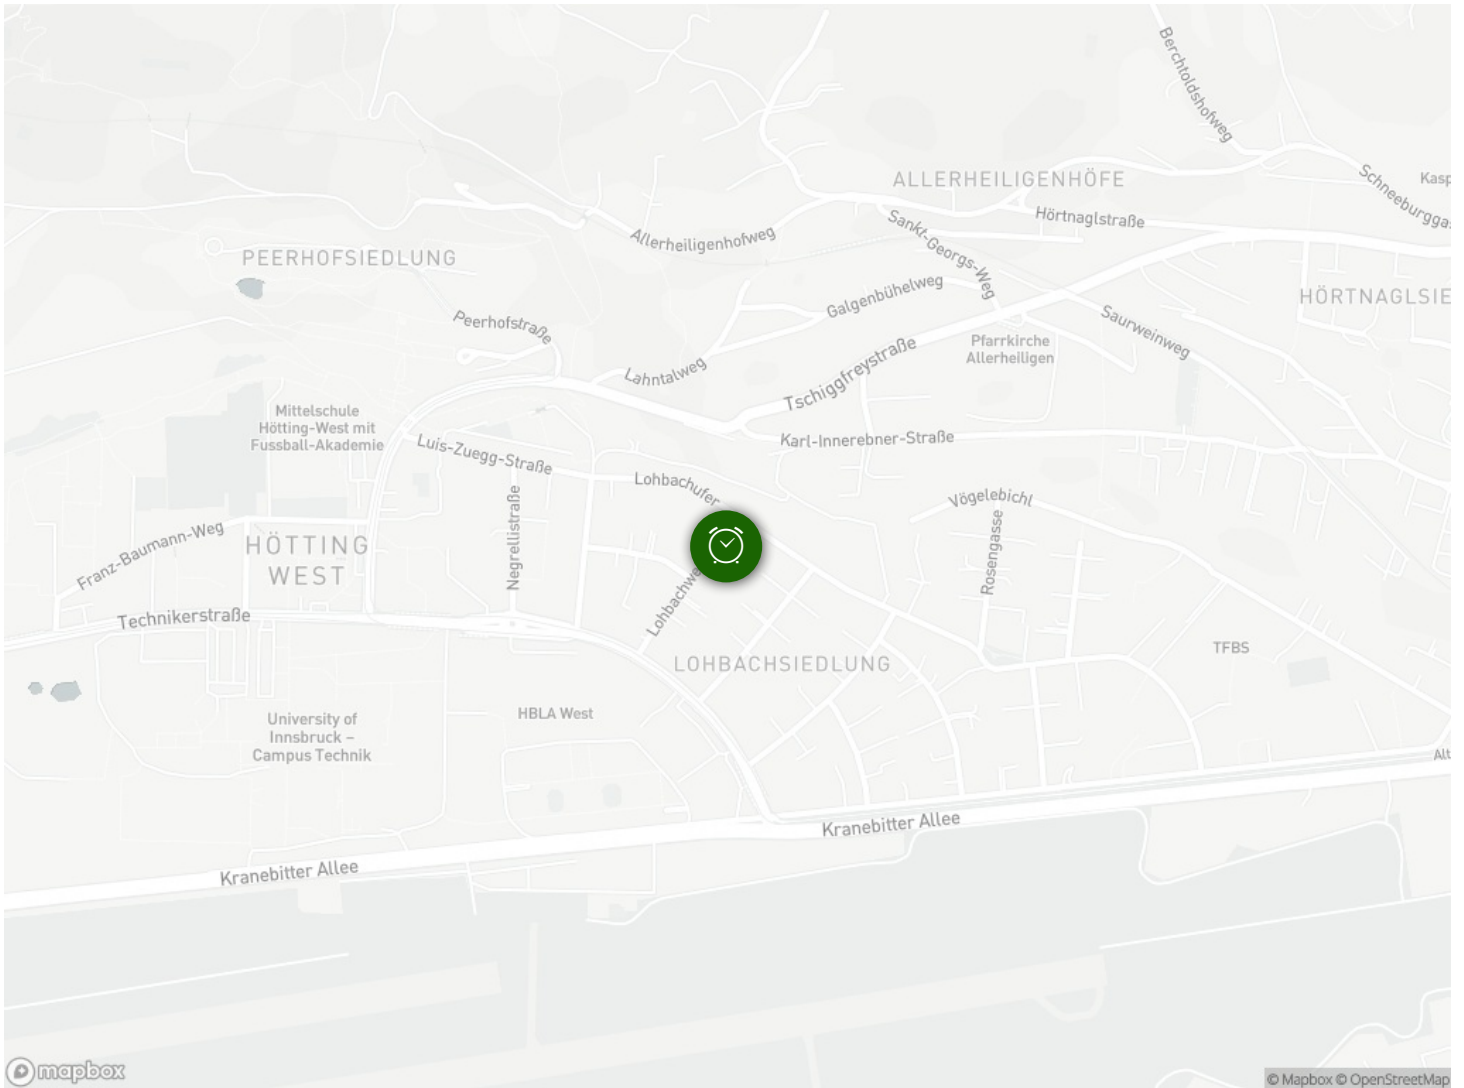 Berchtoldshofweg
ALLERHEILIGENHÖFE
Schneeburggas
Kasp
Hörtnaglstraße
Sankt-Georgs-Weg
Allerheiligenhofweg
PEERHOFSIEDLUNG
Galgenbühelweg
HÖRTNAGLSIE
Saurweinweg
Peerhofstraße
Pfarrkirche
Allerheiligen
Tschiggfreystraße
Lahntalweg
Mittelschule
Hötting-West mit
Fussball-Akademie
Karl-Innerebner-Straße
Luis-Zuegg-Straße
Lohbachufer
Vögelebichl
Negrellistraße
Rosengasse
Franz-Baumann-Weg
HÖTTING
WEST
Lohbachwe
Technikerstraße
TFBS
LOHBACHSIEDLUNG
HBLA West
University of
Innsbruck –
Campus Technik
Alt
Kranebitter Allee
Kranebitter Allee
mapbox
© Mapbox © OpenStreetMap